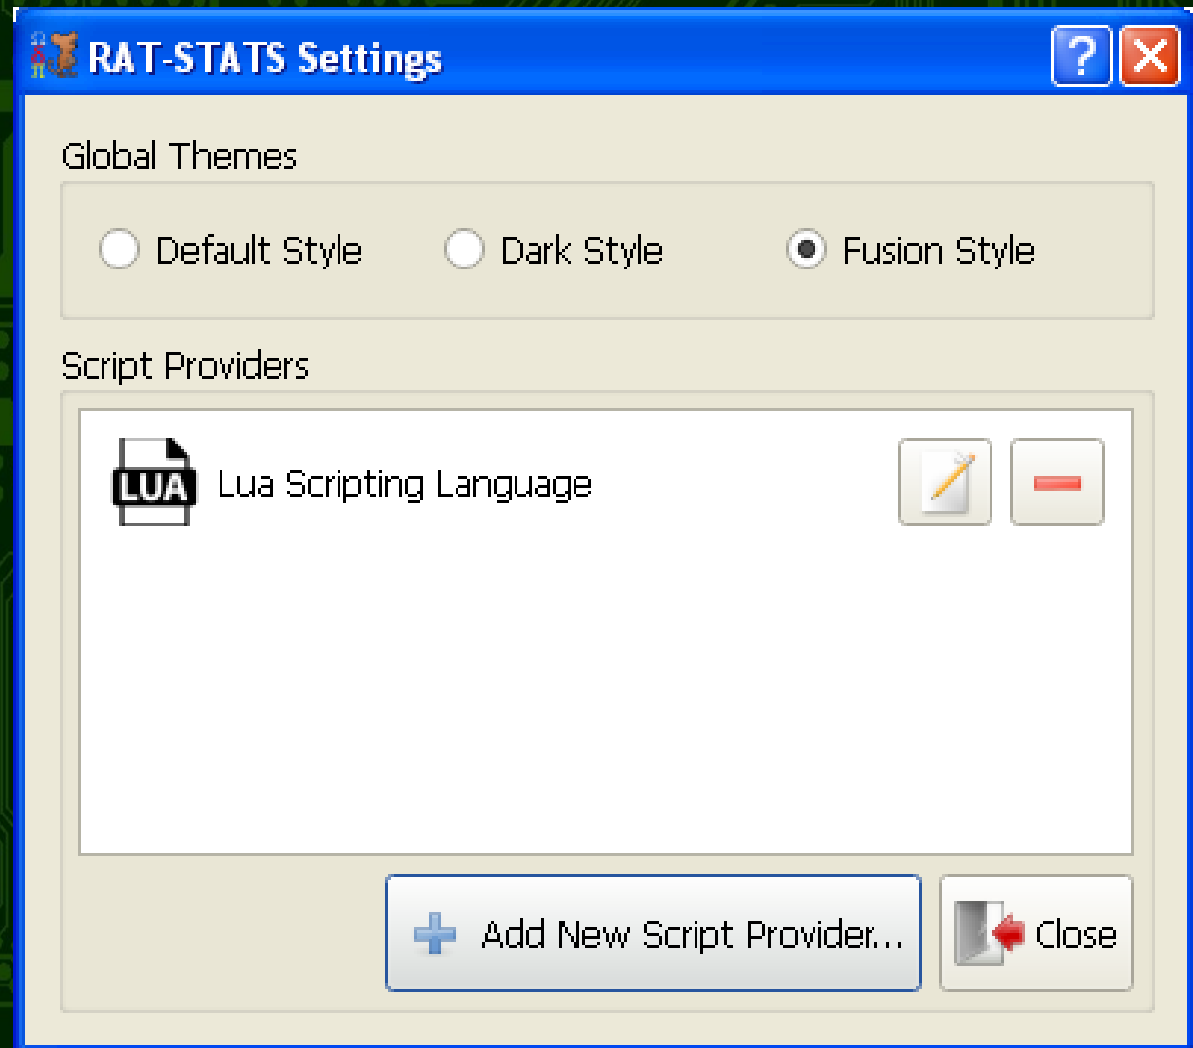 RAT-STATS Settings
Global Themes
Default Style Dark Style Fusion Style
Script Providers
LUA Lua Scripting Language
Add New Script Provider... Close